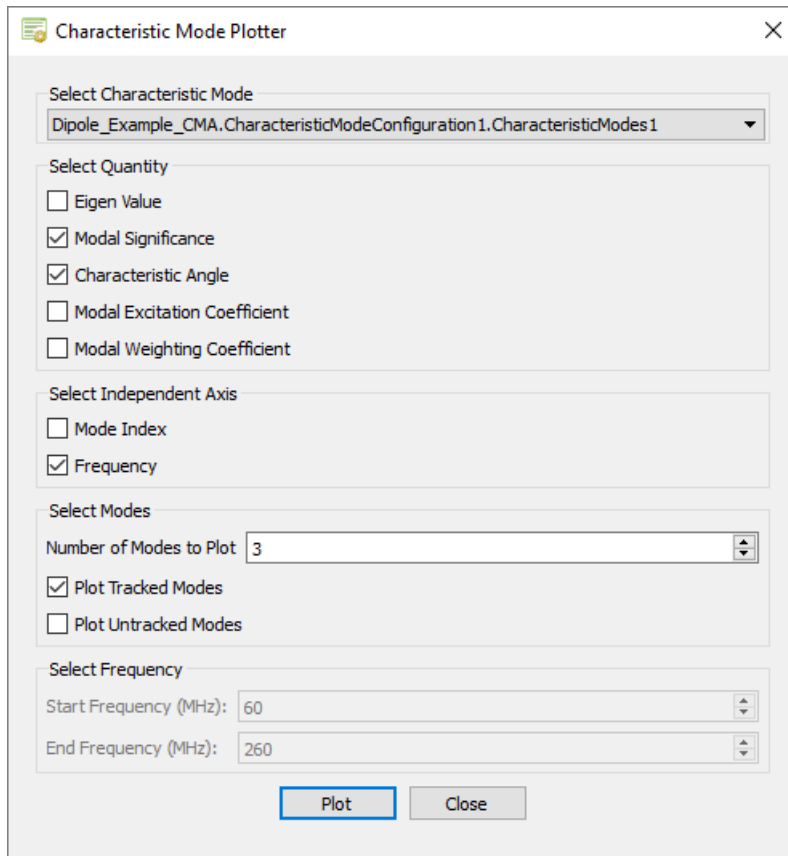 Characteristic Mode Plotter
Select Characteristic Mode
Dipole_Example_CMA.CharacteristicModeConfiguration1.CharacteristicModes1
Select Quantity
Eigen Value
Modal Significance
Characteristic Angle
Modal Excitation Coefficient
Modal Weighting Coefficient
Select Independent Axis
Mode Index
Frequency
Select Modes
Number of Modes to Plot 3
Plot Tracked Modes
Plot Untracked Modes
Select Frequency
Start Frequency (MHz): 60
End Frequency (MHz): 260
Plot Close